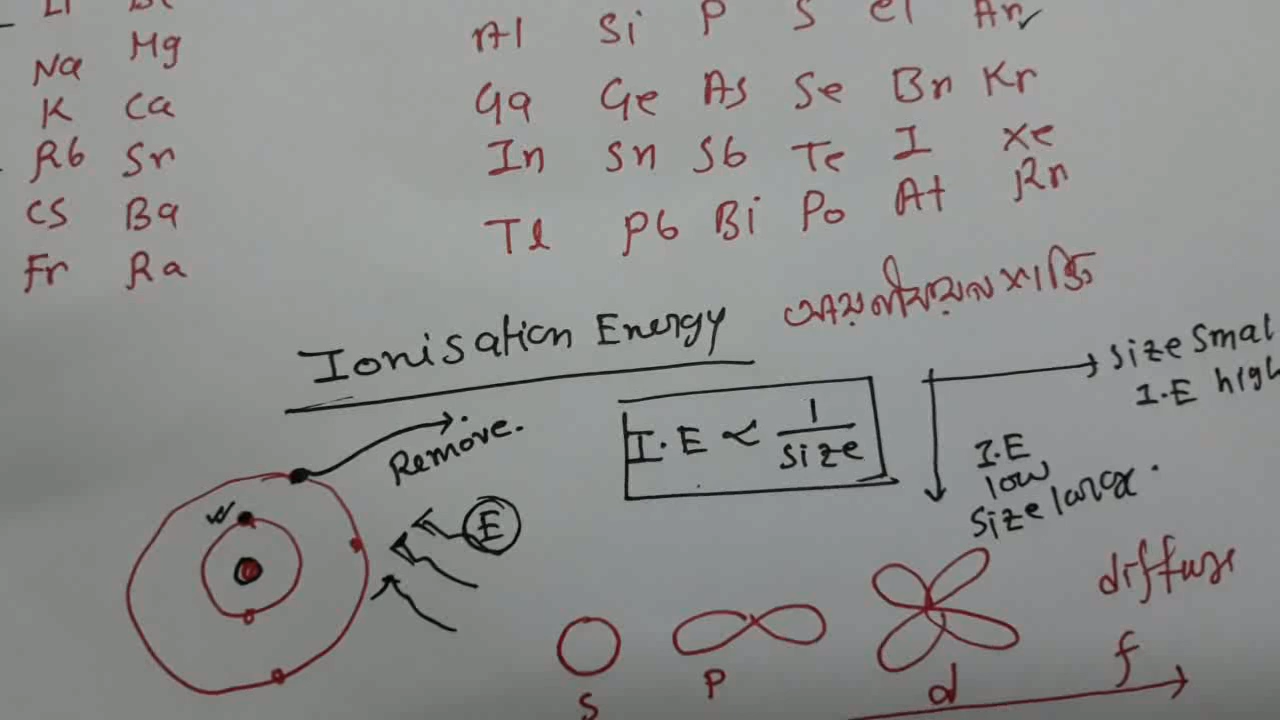 Na Mg Al Si P S Cl Ar
K Ca Ga Ge As Se Br Kr
Rb Sr In Sn Sb Te I Xe
Cs Ba Tl Pb Bi Po At Rn
Fr Ra
Ionisation Energy
I.E ∝ 1/size
size small
I.E high
I.E
low
size large.
Remove.
E
diffuse
s p d f